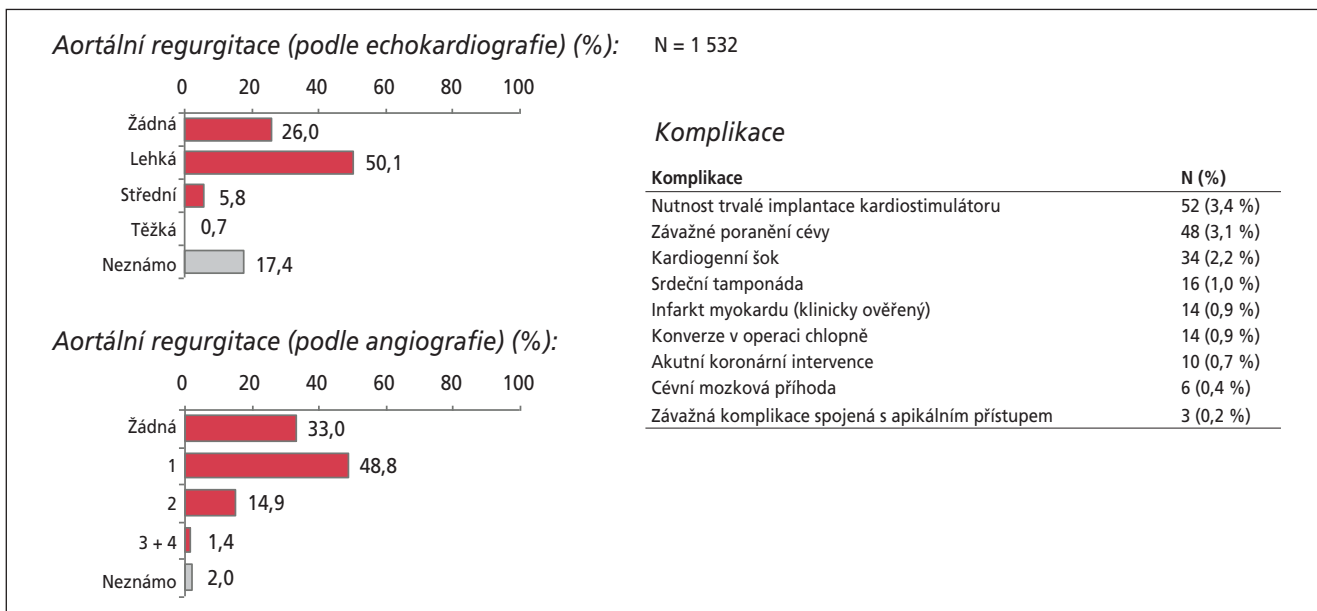 Aortální regurgitace (podle echokardiografie) (%):
0 20 40 60 80 100
Žádná 26,0
Lehká 50,1
Střední 5,8
Těžká 0,7
Neznámo 17,4
Aortální regurgitace (podle angiografie) (%):
0 20 40 60 80 100
Žádná 33,0
1 48,8
2 14,9
3 + 4 1,4
Neznámo 2,0
N = 1 532
Komplikace
Komplikace N (%)
Nutnost trvalé implantace kardiostimulátoru 52 (3,4 %)
Závažné poranění cévy 48 (3,1 %)
Kardiogenní šok 34 (2,2 %)
Srdeční tamponáda 16 (1,0 %)
Infarkt myokardu (klinicky ověřený) 14 (0,9 %)
Konverze v operaci chlopně 14 (0,9 %)
Akutní koronární intervence 10 (0,7 %)
Cévní mozková příhoda 6 (0,4 %)
Závažná komplikace spojená s apikálním přístupem 3 (0,2 %)